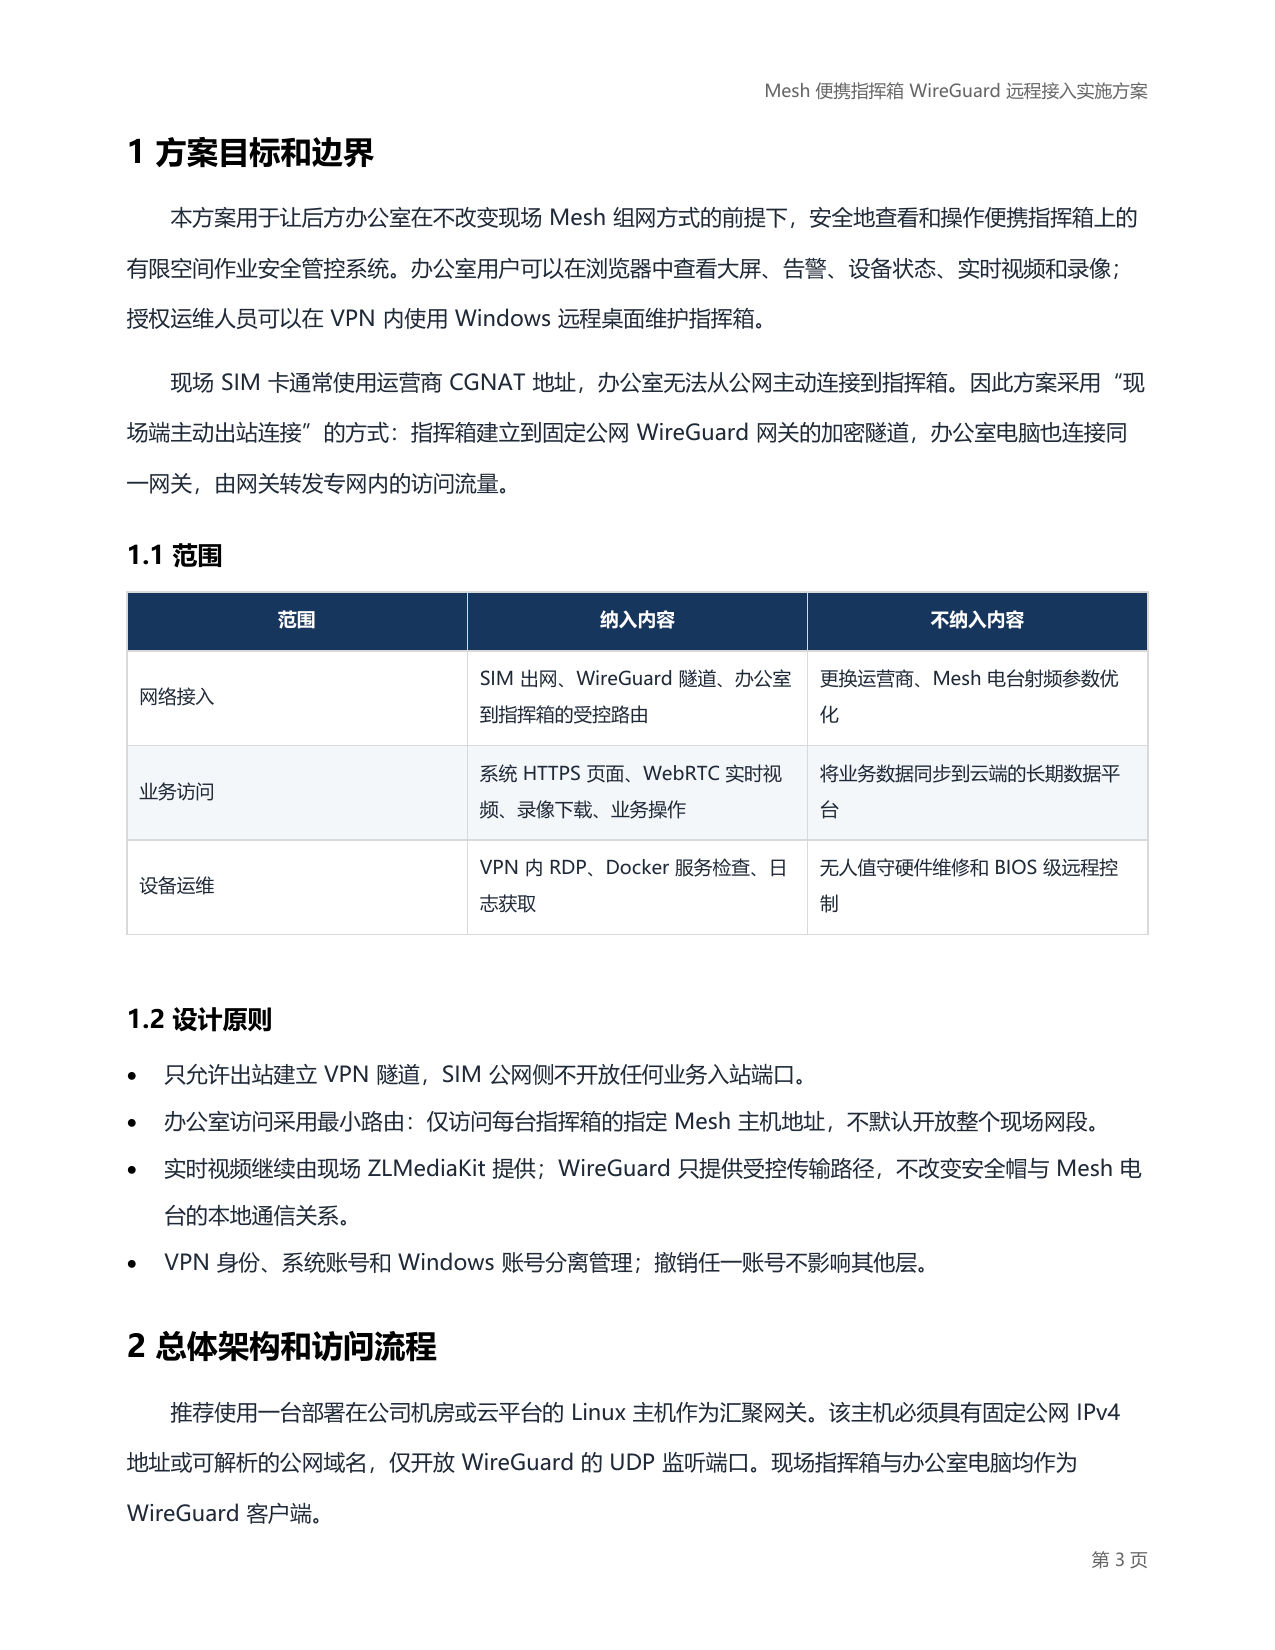 Mesh 便携指挥箱 WireGuard 远程接入实施方案
1 方案目标和边界
本方案用于让后方办公室在不改变现场 Mesh 组网方式的前提下，安全地查看和操作便携指挥箱上的
有限空间作业安全管控系统。办公室用户可以在浏览器中查看大屏、告警、设备状态、实时视频和录像；
授权运维人员可以在 VPN 内使用 Windows 远程桌面维护指挥箱。
现场 SIM 卡通常使用运营商 CGNAT 地址，办公室无法从公网主动连接到指挥箱。因此方案采用“现
场端主动出站连接”的方式：指挥箱建立到固定公网 WireGuard 网关的加密隧道，办公室电脑也连接同
一网关，由网关转发专网内的访问流量。
1.1 范围
范围 纳入内容 不纳入内容
网络接入
SIM 出网、WireGuard 隧道、办公室
到指挥箱的受控路由
更换运营商、Mesh 电台射频参数优
化
业务访问
系统 HTTPS 页面、WebRTC 实时视
频、录像下载、业务操作
将业务数据同步到云端的长期数据平
台
设备运维
VPN 内 RDP、Docker 服务检查、日
志获取
无人值守硬件维修和 BIOS 级远程控
制
1.2 设计原则
• 只允许出站建立 VPN 隧道，SIM 公网侧不开放任何业务入站端口。
• 办公室访问采用最小路由：仅访问每台指挥箱的指定 Mesh 主机地址，不默认开放整个现场网段。
• 实时视频继续由现场 ZLMediaKit 提供；WireGuard 只提供受控传输路径，不改变安全帽与 Mesh 电
台的本地通信关系。
• VPN 身份、系统账号和 Windows 账号分离管理；撤销任一账号不影响其他层。
2 总体架构和访问流程
推荐使用一台部署在公司机房或云平台的 Linux 主机作为汇聚网关。该主机必须具有固定公网 IPv4
地址或可解析的公网域名，仅开放 WireGuard 的 UDP 监听端口。现场指挥箱与办公室电脑均作为
WireGuard 客户端。
第 3 页